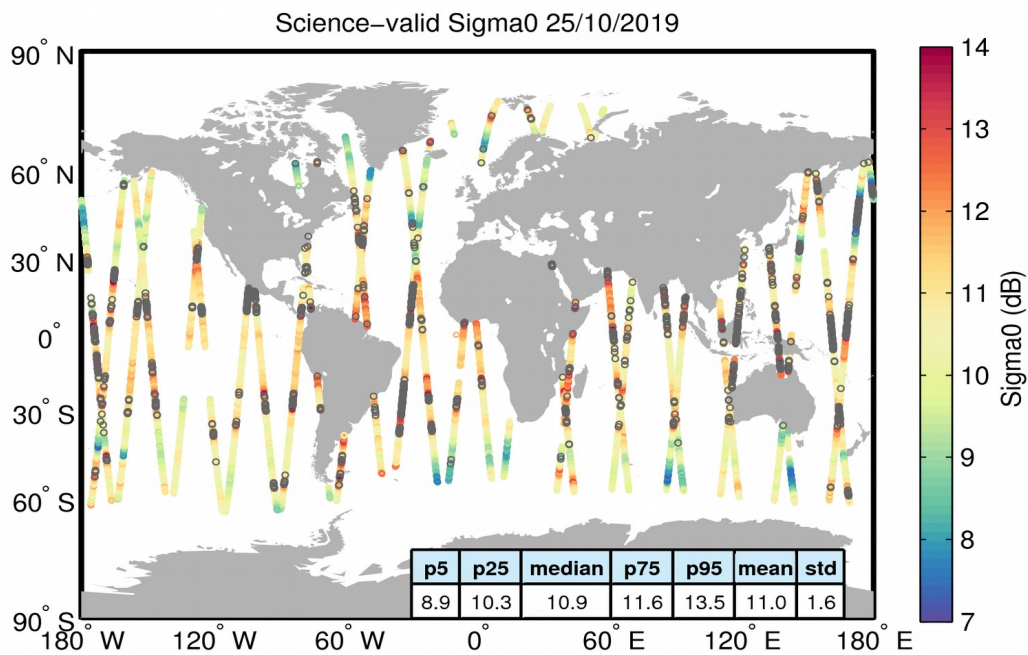 Science−valid Sigma0 25/10/2019
90° N
60° N
30° N
0°
30° S
60° S
90° S
180° W
120° W
60° W
0°
60° E
120° E
180° E
p5 p25 median p75 p95 mean std
8.9 10.3 10.9 11.6 13.5 11.0 1.6
14
13
12
11
10
9
8
7
Sigma0 (dB)